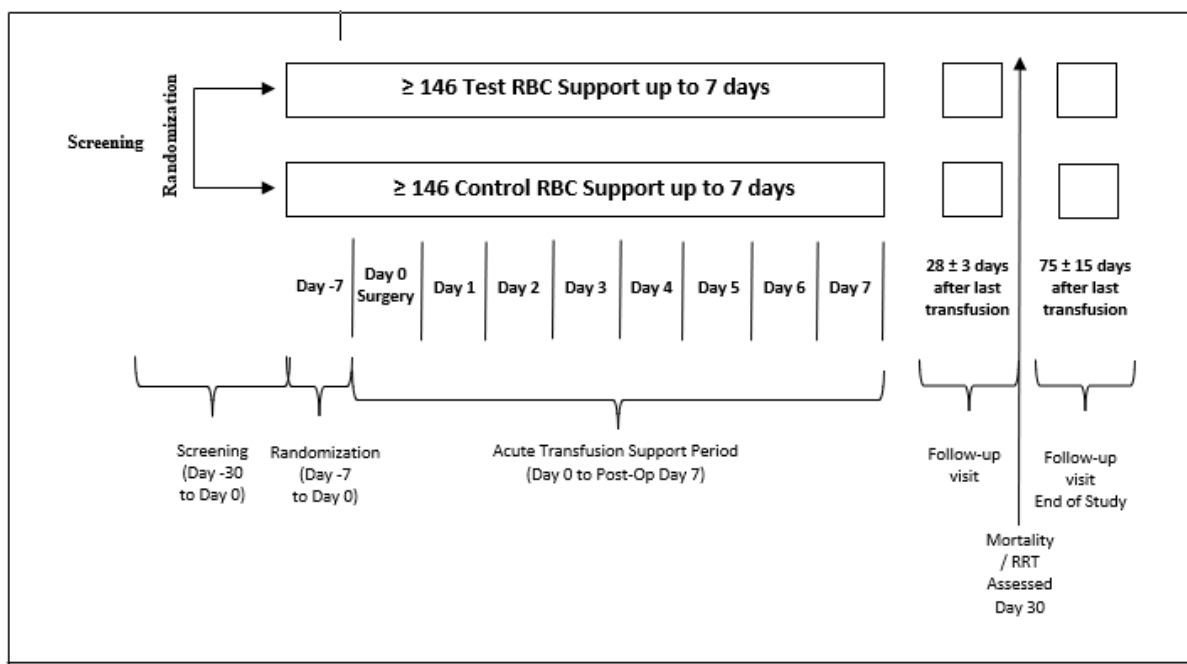 ≥ 146 Test RBC Support up to 7 days
Randomization
Screening
≥ 146 Control RBC Support up to 7 days
Day -7
Day 0
Surgery
Day 1
Day 2
Day 3
Day 4
Day 5
Day 6
Day 7
28 ± 3 days
after last
transfusion
75 ± 15 days
after last
transfusion
Screening
(Day -30
to Day 0)
Randomization
(Day -7
to Day 0)
Acute Transfusion Support Period
(Day 0 to Post-Op Day 7)
Follow-up
visit
Follow-up
visit
End of Study
Mortality
/ RRT
Assessed
Day 30